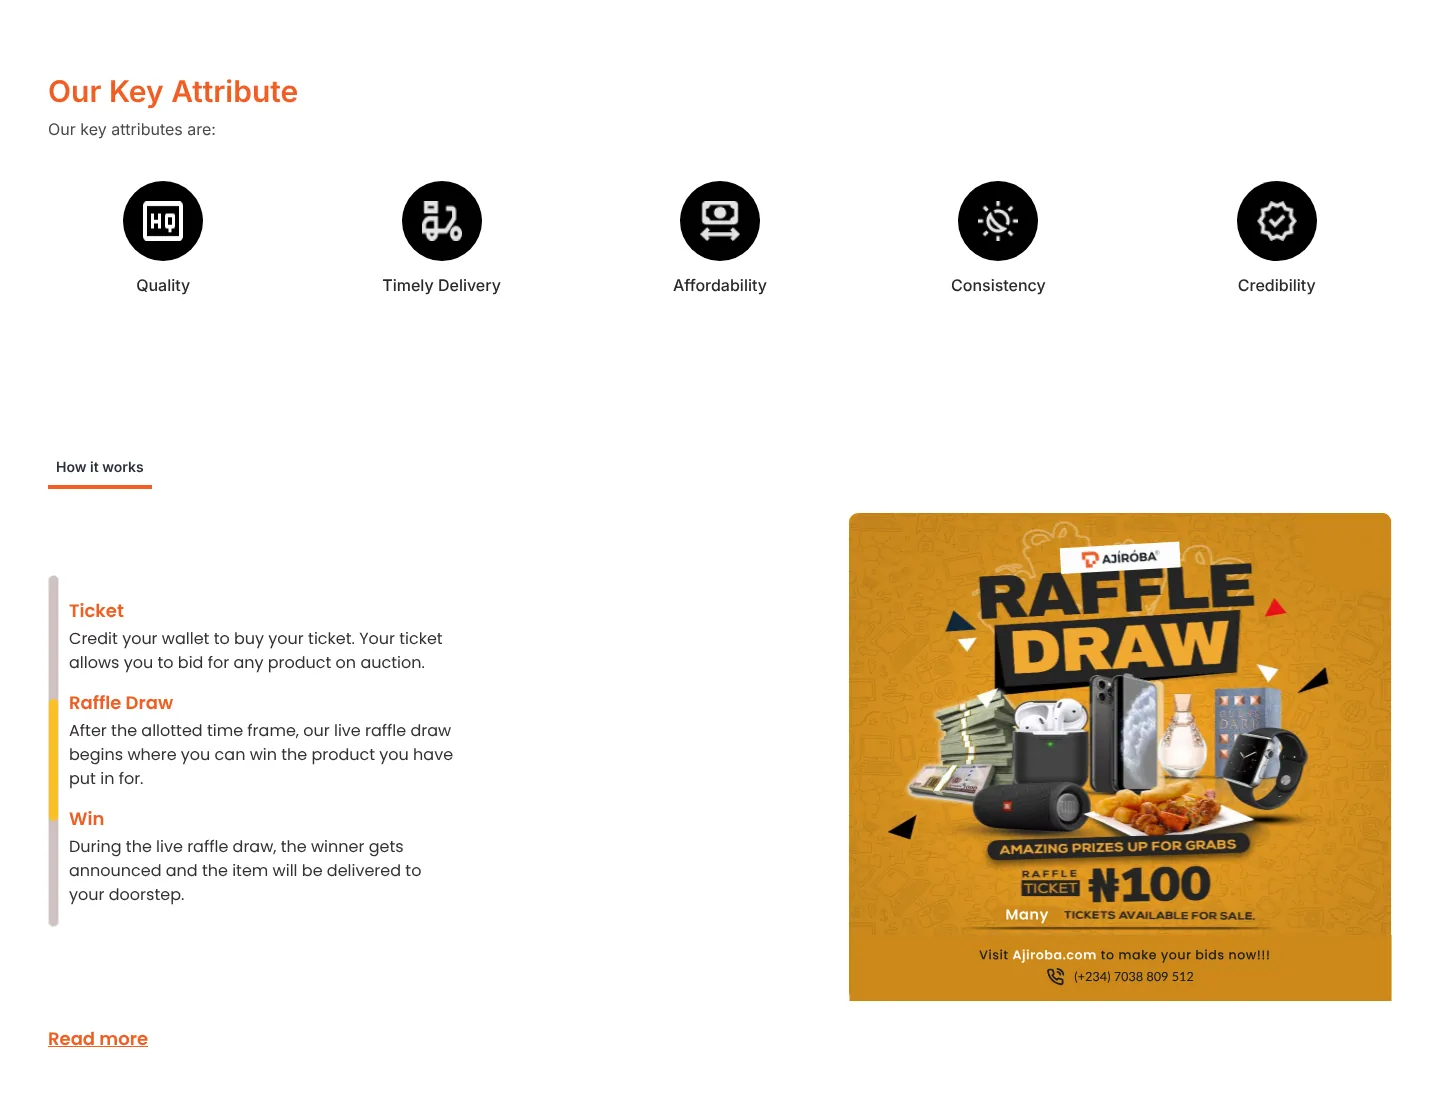 Our Key Attribute
Our key attributes are:
HQ
Quality
Timely Delivery
Affordability
Consistency
Credibility
How it works
Ticket
Credit your wallet to buy your ticket. Your ticket
allows you to bid for any product on auction.
Raffle Draw
After the allotted time frame, our live raffle draw
begins where you can win the product you have
put in for.
Win
During the live raffle draw, the winner gets
announced and the item will be delivered to
your doorstep.
Read more
AJÍRÓBA
RAFFLE
DRAW
JBL
AMAZING PRIZES UP FOR GRABS
RAFFLE
TICKET ₦100
Many TICKETS AVAILABLE FOR SALE.
Visit Ajiroba.com to make your bids now!!!
(+234) 7038 809 512